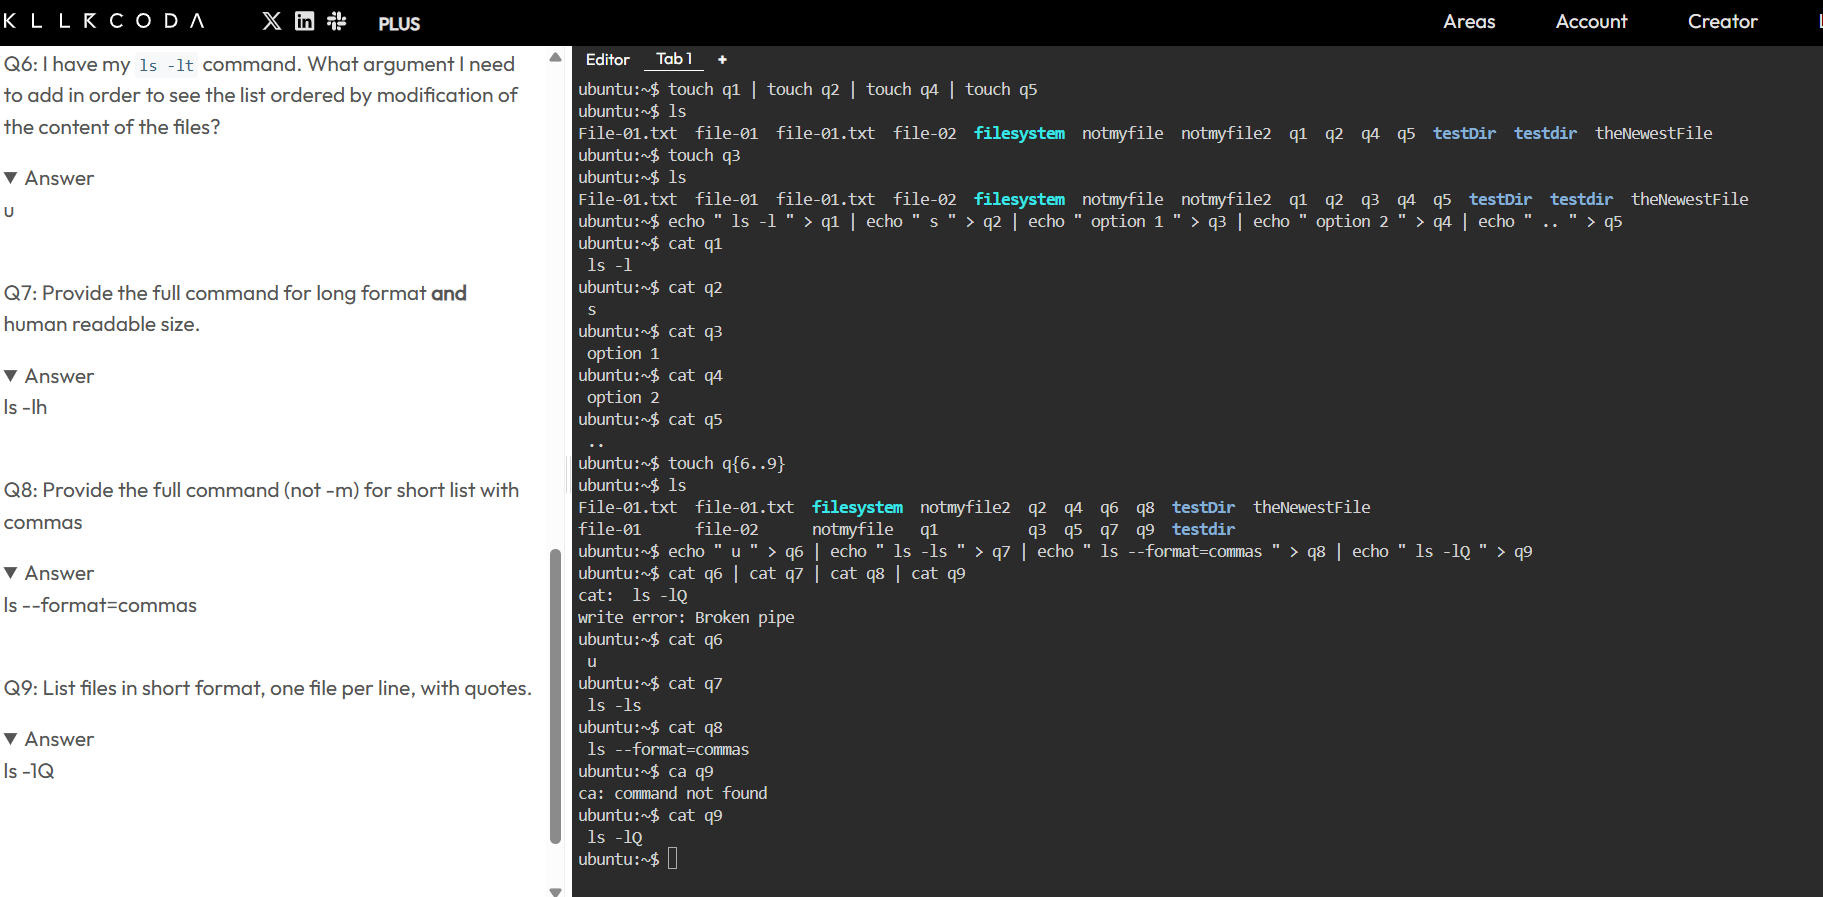 KLLRCODA PLUS Areas Account Creator
Q6: I have my ls -lt command. What argument I need
to add in order to see the list ordered by modification of
the content of the files?
▼ Answer
u
Q7: Provide the full command for long format and
human readable size.
▼ Answer
ls -lh
Q8: Provide the full command (not -m) for short list with
commas
▼ Answer
ls --format=commas
Q9: List files in short format, one file per line, with quotes.
▼ Answer
ls -1Q
Editor Tab 1 +
ubuntu:~$ touch q1 | touch q2 | touch q4 | touch q5
ubuntu:~$ ls
File-01.txt  file-01  file-01.txt  file-02  filesystem  notmyfile  notmyfile2  q1  q2  q4  q5  testDir  testdir  theNewestFile
ubuntu:~$ touch q3
ubuntu:~$ ls
File-01.txt  file-01  file-01.txt  file-02  filesystem  notmyfile  notmyfile2  q1  q2  q3  q4  q5  testDir  testdir  theNewestFile
ubuntu:~$ echo " ls -l " > q1 | echo " s " > q2 | echo " option 1 " > q3 | echo " option 2 " > q4 | echo " .. " > q5
ubuntu:~$ cat q1
 ls -l
ubuntu:~$ cat q2
 s
ubuntu:~$ cat q3
 option 1
ubuntu:~$ cat q4
 option 2
ubuntu:~$ cat q5
 ..
ubuntu:~$ touch q{6..9}
ubuntu:~$ ls
File-01.txt  file-01.txt  filesystem  notmyfile2  q2  q4  q6  q8  testDir  theNewestFile
file-01      file-02      notmyfile   q1          q3  q5  q7  q9  testdir
ubuntu:~$ echo " u " > q6 | echo " ls -ls " > q7 | echo " ls --format=commas " > q8 | echo " ls -lQ " > q9
ubuntu:~$ cat q6 | cat q7 | cat q8 | cat q9
cat:  ls -lQ
write error: Broken pipe
ubuntu:~$ cat q6
 u
ubuntu:~$ cat q7
 ls -ls
ubuntu:~$ cat q8
 ls --format=commas
ubuntu:~$ ca q9
ca: command not found
ubuntu:~$ cat q9
 ls -lQ
ubuntu:~$